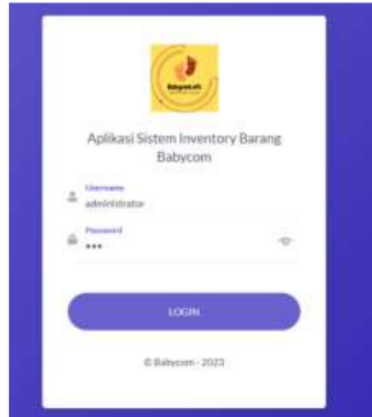 Aplikasi Sistem Inventory Barang
Babycom
Username
administrator
Password
•••
LOGIN
© Babycom - 2023